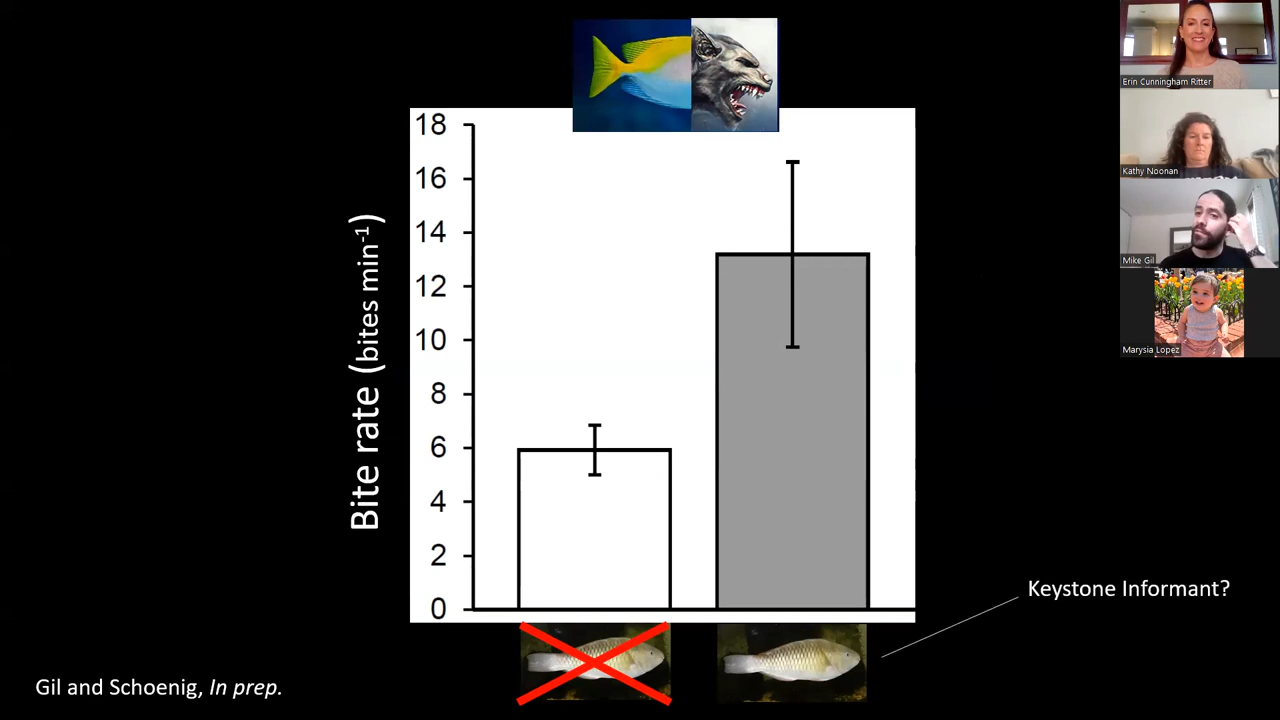 18
16
14
12
10
8
6
4
2
0
Bite rate (bites min⁻¹)
Keystone Informant?
Gil and Schoenig, In prep.
Erin Cunningham Ritter
Kathy Noonan
Mike Gil
Marysia Lopez